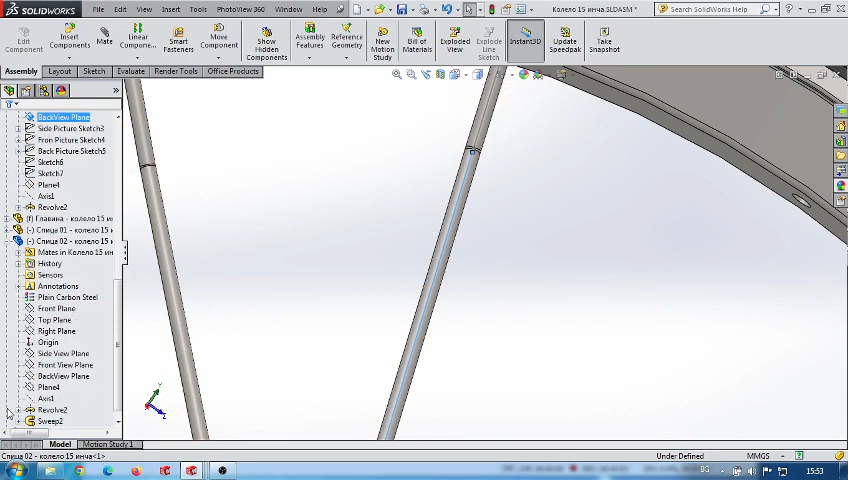 SOLIDWORKS File Edit View Insert Tools PhotoView 360 Window Help Колело 15 инча.SLDASM * Search SolidWorks
Edit Component
Insert Components
Mate
Linear Compone...
Smart Fasteners
Move Component
Show Hidden Components
Assembly Features
Reference Geometry
New Motion Study
Bill of Materials
Exploded View
Explode Line Sketch
Instant3D
Update Speedpak
Take Snapshot
Assembly Layout Sketch Evaluate Render Tools Office Products
BackView Plane
Side Picture Sketch3
Fron Picture Sketch4
Back Picture Sketch5
Sketch6
Sketch7
Plane4
Axis1
Revolve2
(f) Главина - колело 15 ин
(-) Спица 01 - колело 15 ин
(-) Спица 02 - колело 15 ин
Mates in Колело 15 инча
History
Sensors
Annotations
Plain Carbon Steel
Front Plane
Top Plane
Right Plane
Origin
Side View Plane
Front View Plane
BackView Plane
Plane4
Axis1
Revolve2
Sweep2
Model Motion Study 1
Спица 02 - колело 15 инча<1> Under Defined MMGS
BG 15:53